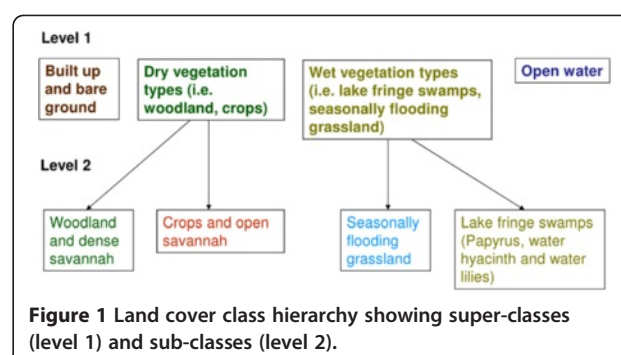 Level 1
Built up
and bare
ground
Dry vegetation
types (i.e.
woodland, crops)
Wet vegetation types
(i.e. lake fringe swamps,
seasonally flooding
grassland)
Open water
Level 2
Woodland
and dense
savannah
Crops and open
savannah
Seasonally
flooding
grassland
Lake fringe swamps
(Papyrus, water
hyacinth and water
lilies)
Figure 1 Land cover class hierarchy showing super-classes
(level 1) and sub-classes (level 2).